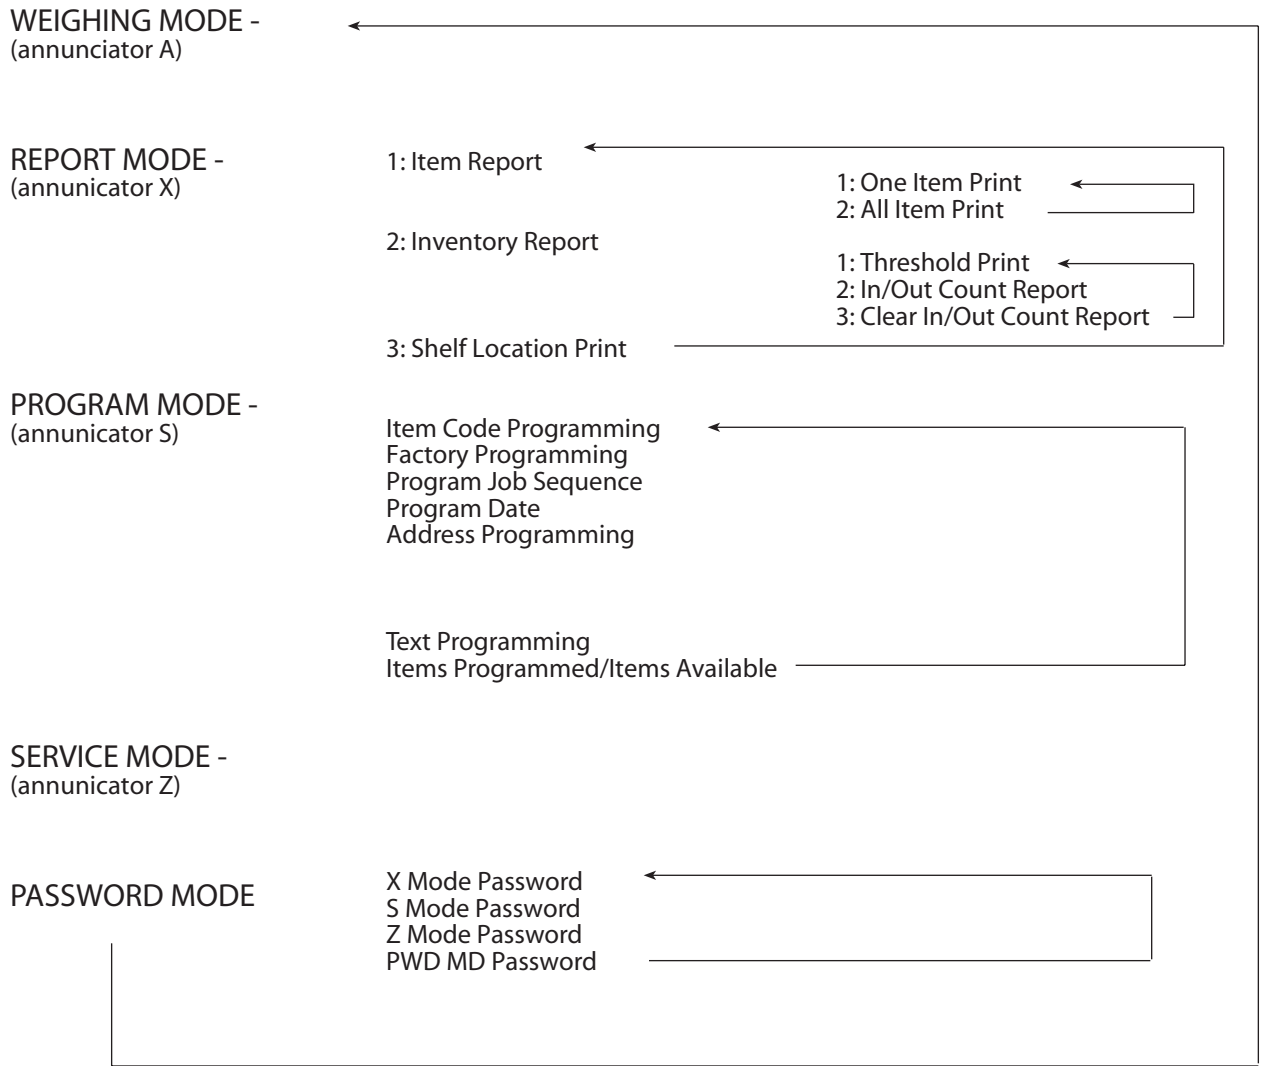 WEIGHING MODE -
(annunciator A)
REPORT MODE -
(annunicator X)
1: Item Report
1: One Item Print
2: All Item Print
2: Inventory Report
1: Threshold Print
2: In/Out Count Report
3: Clear In/Out Count Report
3: Shelf Location Print
PROGRAM MODE -
(annunicator S)
Item Code Programming
Factory Programming
Program Job Sequence
Program Date
Address Programming
Text Programming
Items Programmed/Items Available
SERVICE MODE -
(annunicator Z)
PASSWORD MODE
X Mode Password
S Mode Password
Z Mode Password
PWD MD Password